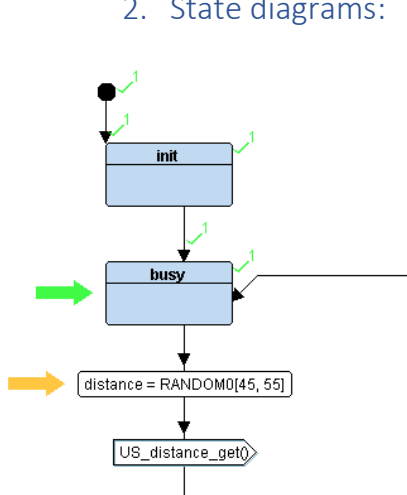 2. State diagrams:
1
1
init
1
1
busy
1
distance = RANDOM0[45, 55]
US_distance_get()